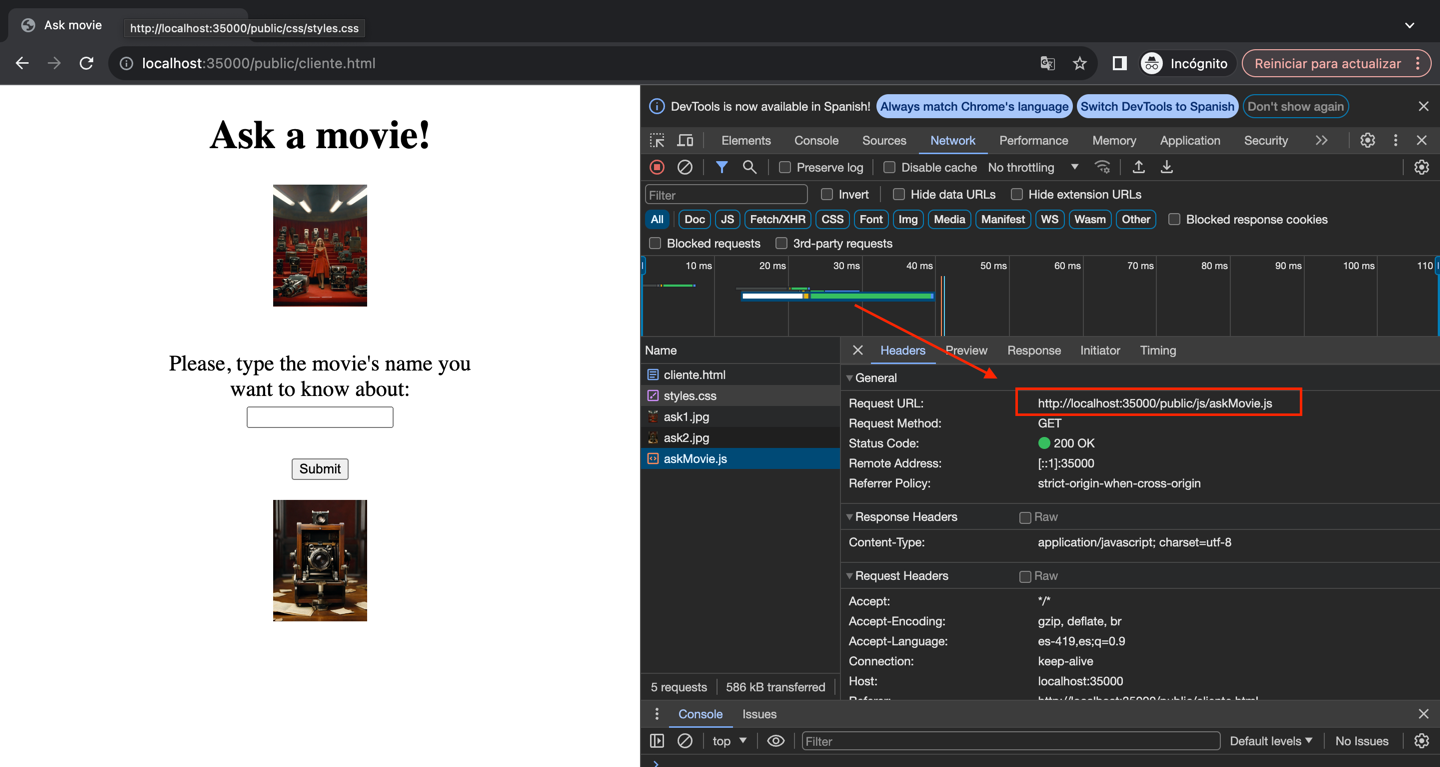 Ask movie
http://localhost:35000/public/css/styles.css
localhost:35000/public/cliente.html
Incógnito
Reiniciar para actualizar
Ask a movie!
Please, type the movie's name you
want to know about:
Submit
DevTools is now available in Spanish! Always match Chrome's language Switch DevTools to Spanish Don't show again
Elements Console Sources Network Performance Memory Application Security
Preserve log Disable cache No throttling
Filter Invert Hide data URLs Hide extension URLs
All Doc JS Fetch/XHR CSS Font Img Media Manifest WS Wasm Other Blocked response cookies
Blocked requests 3rd-party requests
10 ms 20 ms 30 ms 40 ms 50 ms 60 ms 70 ms 80 ms 90 ms 100 ms 110
Name
cliente.html
styles.css
ask1.jpg
ask2.jpg
askMovie.js
Headers Preview Response Initiator Timing
General
Request URL: http://localhost:35000/public/js/askMovie.js
Request Method: GET
Status Code: 200 OK
Remote Address: [::1]:35000
Referrer Policy: strict-origin-when-cross-origin
Response Headers Raw
Content-Type: application/javascript; charset=utf-8
Request Headers Raw
Accept: */*
Accept-Encoding: gzip, deflate, br
Accept-Language: es-419,es;q=0.9
Connection: keep-alive
Host: localhost:35000
Referer: http://localhost:35000/public/cliente.html
5 requests 586 kB transferred
Console Issues
top Filter Default levels No Issues